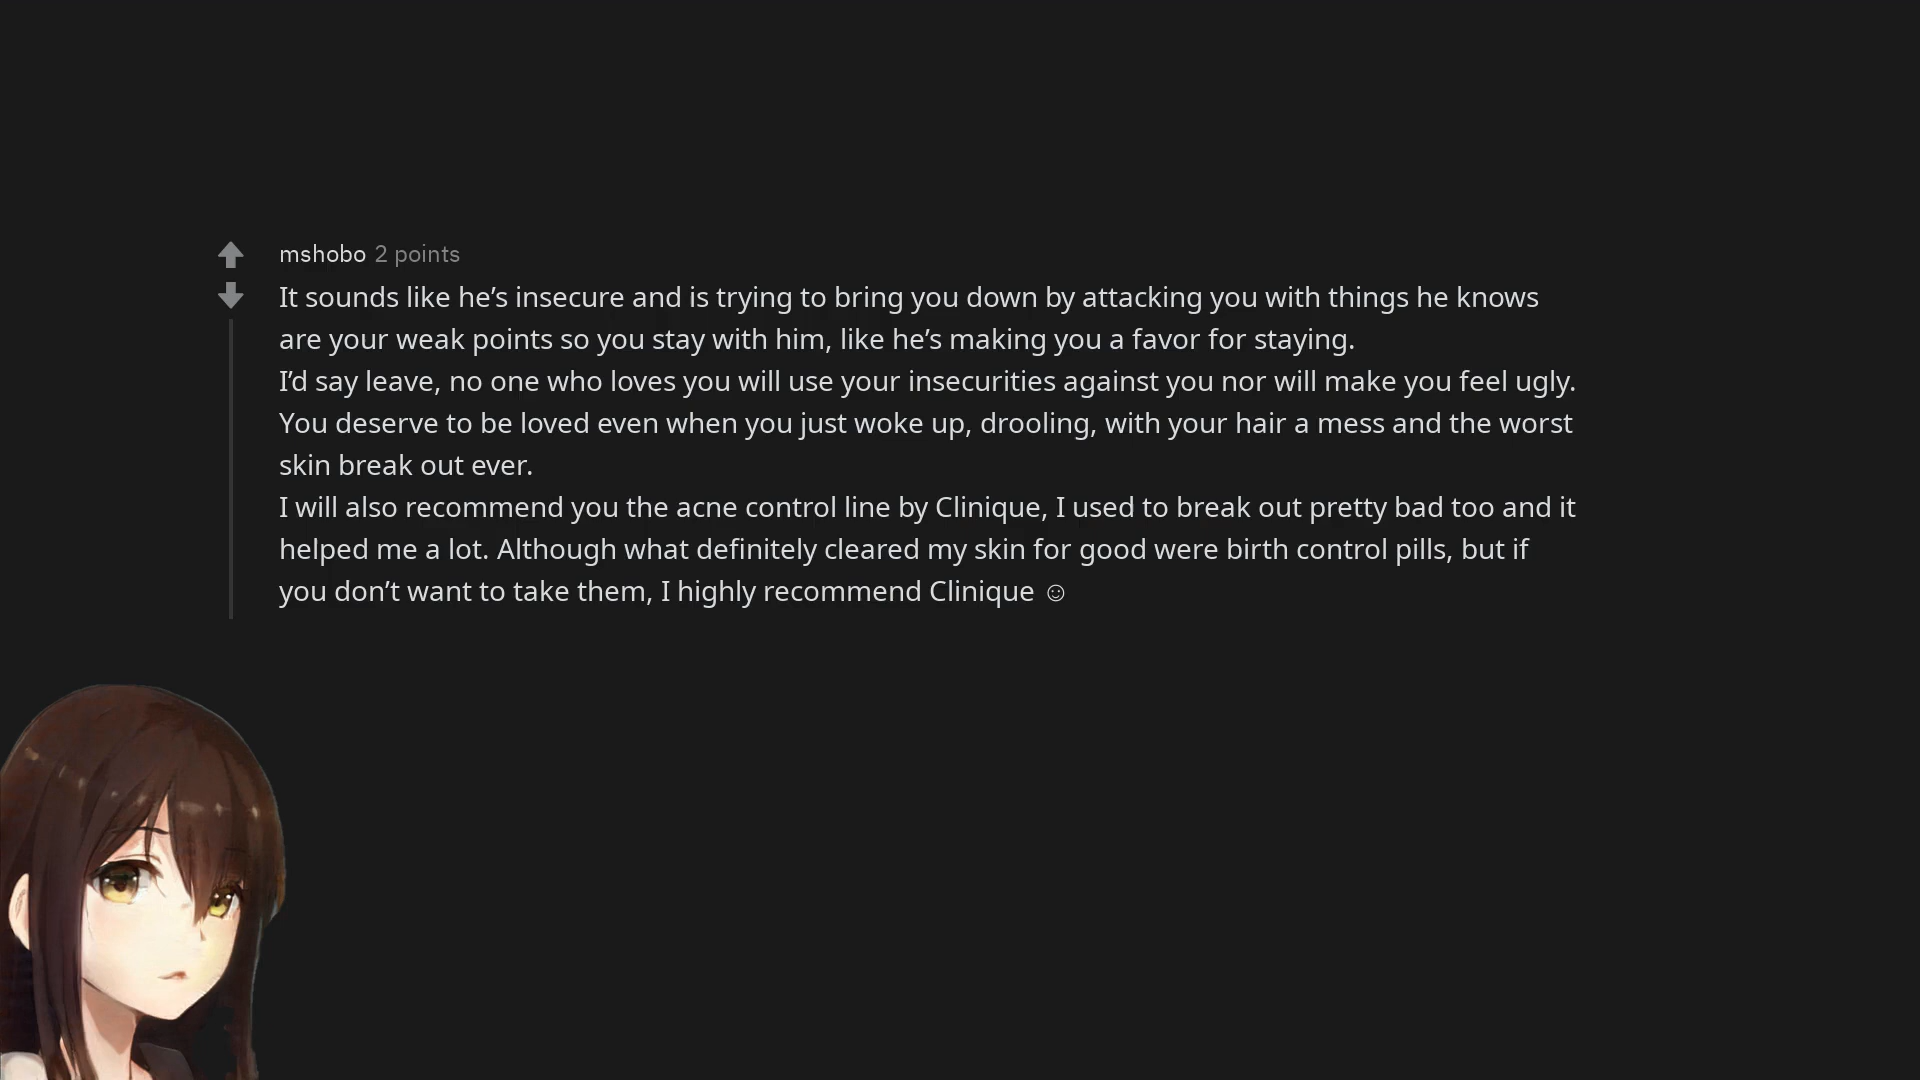 mshobo 2 points
It sounds like he’s insecure and is trying to bring you down by attacking you with things he knows
are your weak points so you stay with him, like he’s making you a favor for staying.
I’d say leave, no one who loves you will use your insecurities against you nor will make you feel ugly.
You deserve to be loved even when you just woke up, drooling, with your hair a mess and the worst
skin break out ever.
I will also recommend you the acne control line by Clinique, I used to break out pretty bad too and it
helped me a lot. Although what definitely cleared my skin for good were birth control pills, but if
you don’t want to take them, I highly recommend Clinique ☺